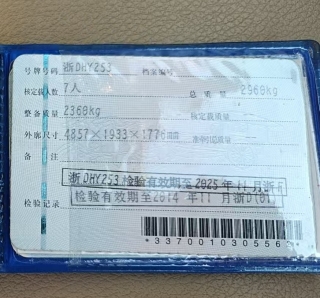 号牌号码 浙DHY253 档案编号
核定载人数 7人 总质量 2968kg
整备质量 2368kg 核定载质量
外廓尺寸 4857×1933×1776mm 准牵引总质量
备注
浙DHY253 检验有效期至2025年11月浙
检验记录 检验有效期至2014年11月浙D(01)
*33700103055